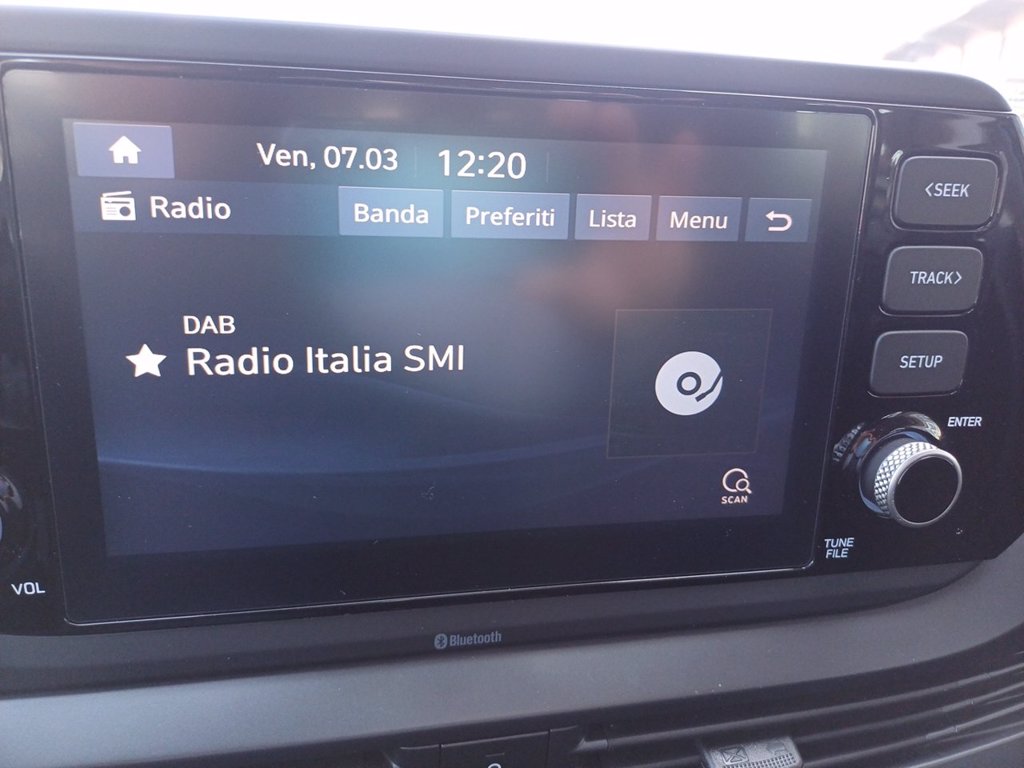 Ven, 07.03 12:20
Radio
Banda Preferiti Lista Menu
DAB
Radio Italia SMI
SCAN
<SEEK
TRACK>
SETUP
ENTER
TUNE
FILE
VOL
Bluetooth